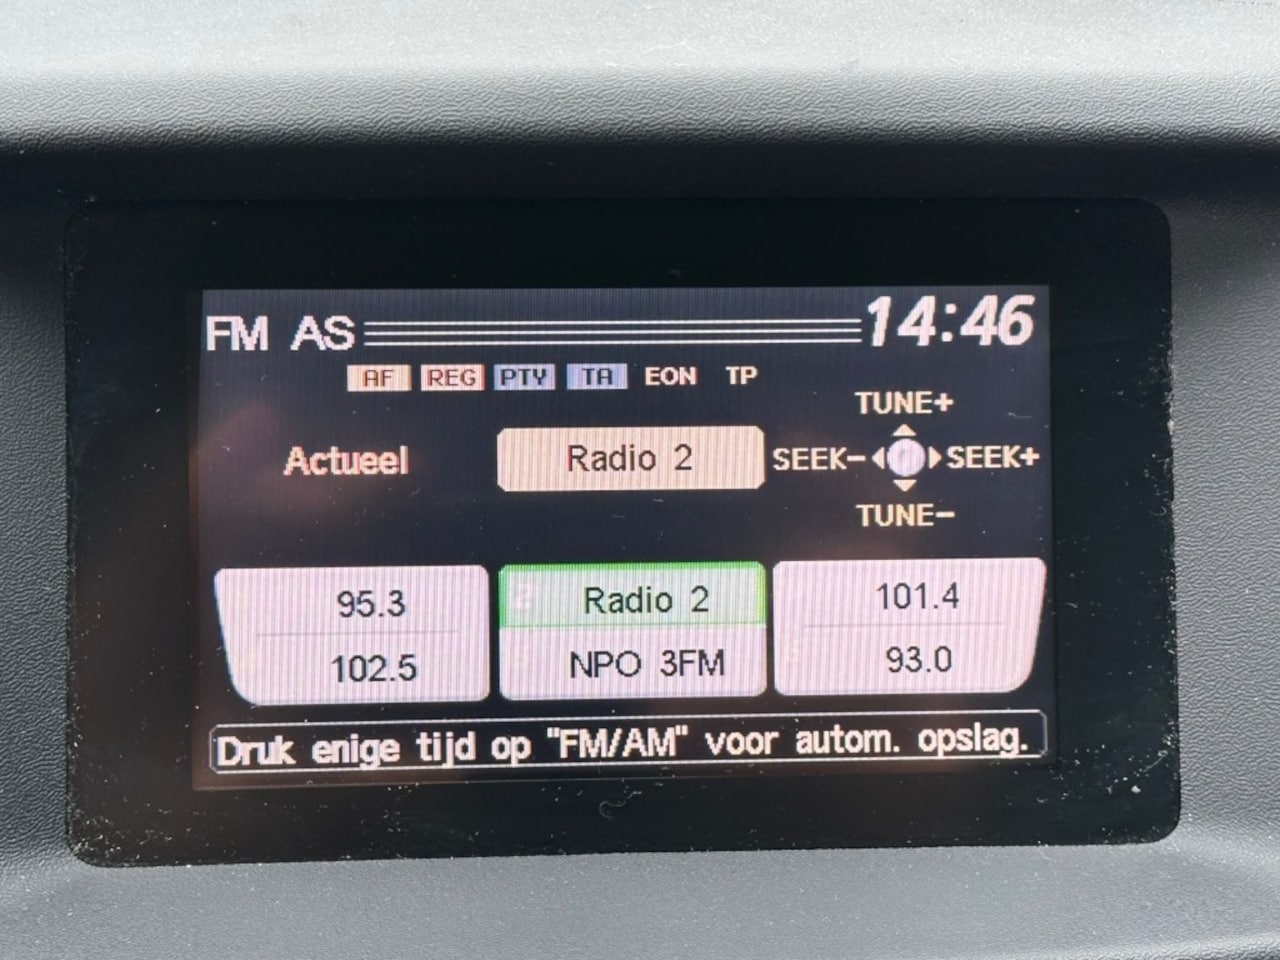 FM AS 14:46
AF REG PTY TA EON TP
TUNE+
Actueel Radio 2 SEEK- SEEK+
TUNE-
95.3 Radio 2 101.4
102.5 NPO 3FM 93.0
Druk enige tijd op "FM/AM" voor autom. opslag.